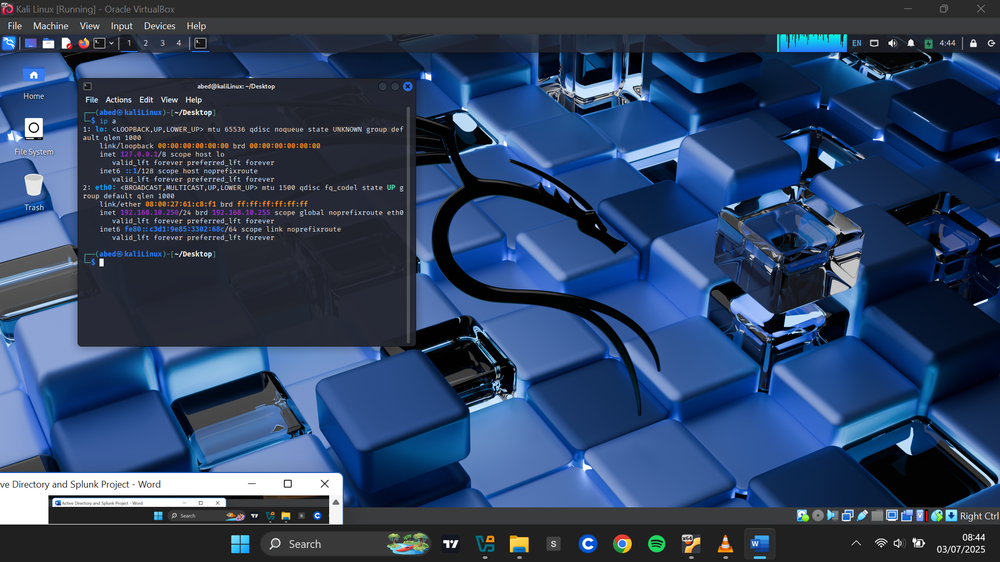 Kali Linux [Running] - Oracle VirtualBox
File Machine View Input Devices Help
1 2 3 4
EN 4:44
Home
File System
Trash
abed@kaliLinux: ~/Desktop
File Actions Edit View Help
┌──(abed㉿kaliLinux)-[~/Desktop]
└─$ ip a
1: lo: <LOOPBACK,UP,LOWER_UP> mtu 65536 qdisc noqueue state UNKNOWN group def
ault qlen 1000
link/loopback 00:00:00:00:00:00 brd 00:00:00:00:00:00
inet 127.0.0.1/8 scope host lo
valid_lft forever preferred_lft forever
inet6 ::1/128 scope host noprefixroute
valid_lft forever preferred_lft forever
2: eth0: <BROADCAST,MULTICAST,UP,LOWER_UP> mtu 1500 qdisc fq_codel state UP g
roup default qlen 1000
link/ether 08:00:27:61:c8:f1 brd ff:ff:ff:ff:ff:ff
inet 192.168.10.250/24 brd 192.168.10.255 scope global noprefixroute eth0
valid_lft forever preferred_lft forever
inet6 fe80::c3d1:9e85:3302:68c/64 scope link noprefixroute
valid_lft forever preferred_lft forever
┌──(abed㉿kaliLinux)-[~/Desktop]
└─$
ve Directory and Splunk Project - Word
Active Directory and Splunk Project - Word
Search
Right Ctrl
Search
08:44
03/07/2025